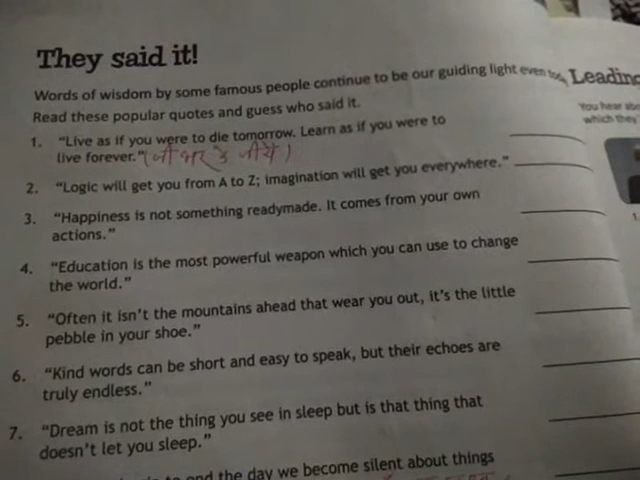 They said it!
Words of wisdom by some famous people continue to be our guiding light even too,
Read these popular quotes and guess who said it.
1. "Live as if you were to die tomorrow. Learn as if you were to
live forever." (जी भर के जीये)
2. "Logic will get you from A to Z; imagination will get you everywhere."
3. "Happiness is not something readymade. It comes from your own
actions."
4. "Education is the most powerful weapon which you can use to change
the world."
5. "Often it isn't the mountains ahead that wear you out, it's the little
pebble in your shoe."
6. "Kind words can be short and easy to speak, but their echoes are
truly endless."
7. "Dream is not the thing you see in sleep but is that thing that
doesn't let you sleep."
to end the day we become silent about things
Leading
You hear
which they
1.